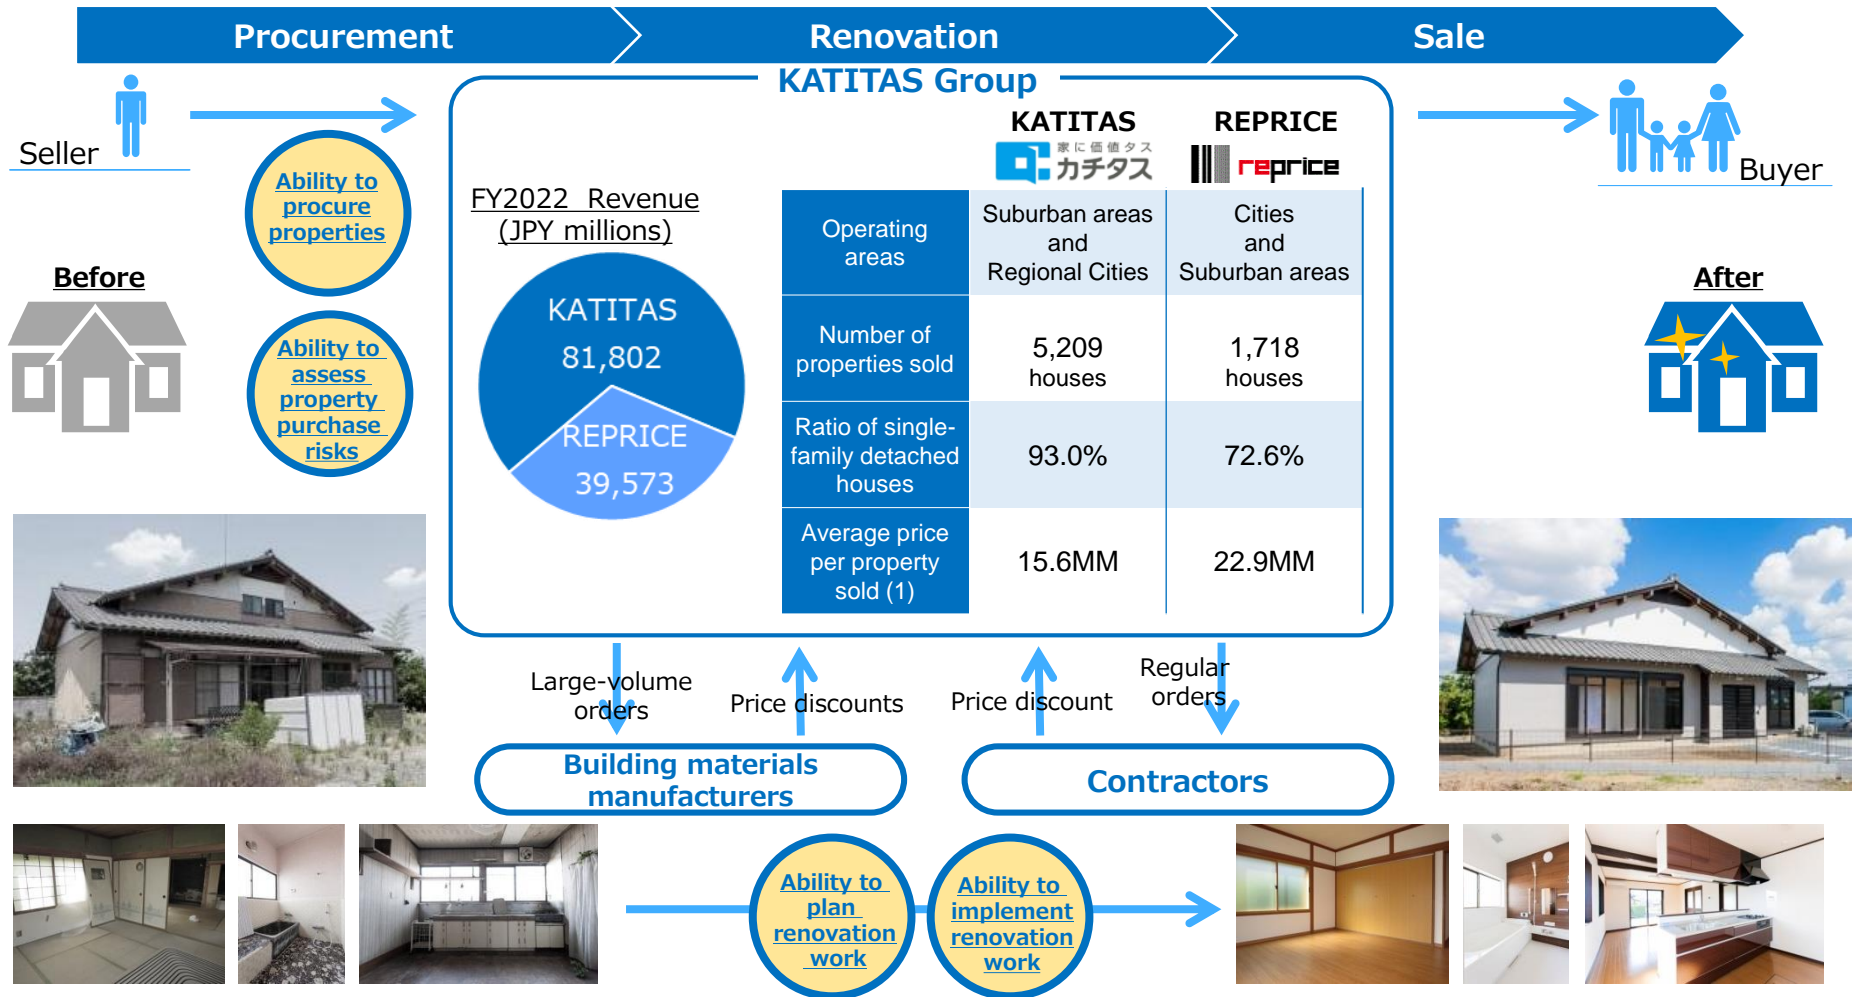 Procurement
Renovation
Sale
KATITAS Group
Seller
Ability to
procure
properties
Before
Ability to
assess
property
purchase
risks
FY2022 Revenue
(JPY millions)
KATITAS
81,802
REPRICE
39,573
KATITAS
家に価値タス
カチタス
REPRICE
reprice
Operating
areas
Suburban areas
and
Regional Cities
Cities
and
Suburban areas
Number of
properties sold
5,209
houses
1,718
houses
Ratio of single-
family detached
houses
93.0%
72.6%
Average price
per property
sold (1)
15.6MM
22.9MM
Buyer
After
Large-volume
orders
Price discounts
Price discount
Regular
orders
Building materials
manufacturers
Contractors
Ability to
plan
renovation
work
Ability to
implement
renovation
work